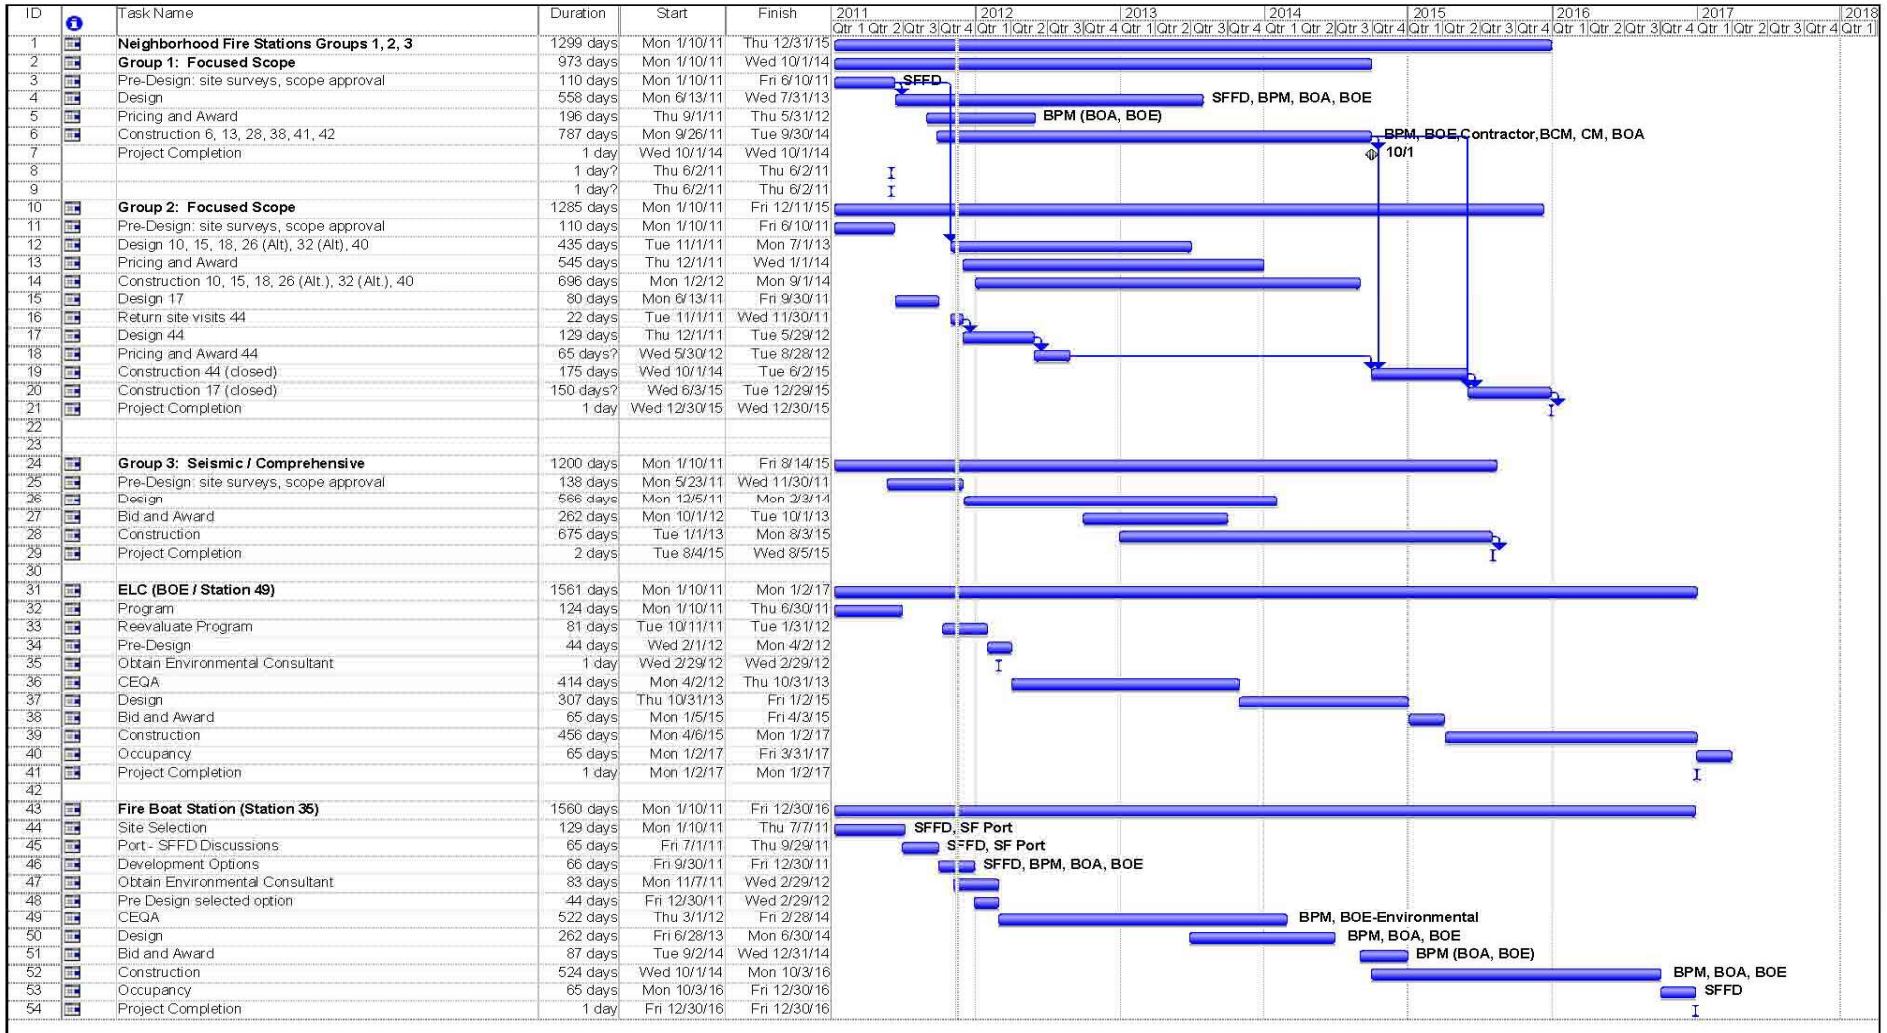 ID Task Name Duration Start Finish 2011 2012 2013 2014 2015 2016 2017 2018
Qtr 1 Qtr 2 Qtr 3 Qtr 4 Qtr 1 Qtr 2 Qtr 3 Qtr 4 Qtr 1 Qtr 2 Qtr 3 Qtr 4 Qtr 1 Qtr 2 Qtr 3 Qtr 4 Qtr 1 Qtr 2 Qtr 3 Qtr 4 Qtr 1 Qtr 2 Qtr 3 Qtr 4 Qtr 1 Qtr 2 Qtr 3 Qtr 4 Qtr 1
1 Neighborhood Fire Stations Groups 1, 2, 3 1299 days Mon 1/10/11 Thu 12/31/15
2 Group 1: Focused Scope 973 days Mon 1/10/11 Wed 10/1/14
3 Pre-Design: site surveys, scope approval 110 days Mon 1/10/11 Fri 6/10/11 SFFD
4 Design 558 days Mon 6/13/11 Wed 7/31/13 SFFD, BPM, BOA, BOE
5 Pricing and Award 196 days Thu 9/1/11 Thu 5/31/12 BPM (BOA, BOE)
6 Construction 6, 13, 28, 38, 41, 42 787 days Mon 9/26/11 Tue 9/30/14 BPM, BOE,Contractor,BCM, CM, BOA
7 Project Completion 1 day Wed 10/1/14 Wed 10/1/14 10/1
8 1 day? Thu 6/2/11 Thu 6/2/11
9 1 day? Thu 6/2/11 Thu 6/2/11
10 Group 2: Focused Scope 1285 days Mon 1/10/11 Fri 12/11/15
11 Pre-Design: site surveys, scope approval 110 days Mon 1/10/11 Fri 6/10/11
12 Design 10, 15, 18, 26 (Alt), 32 (Alt), 40 435 days Tue 11/1/11 Mon 7/1/13
13 Pricing and Award 545 days Thu 12/1/11 Wed 1/1/14
14 Construction 10, 15, 18, 26 (Alt.), 32 (Alt.), 40 696 days Mon 1/2/12 Mon 9/1/14
15 Design 17 80 days Mon 6/13/11 Fri 9/30/11
16 Return site visits 44 22 days Tue 11/1/11 Wed 11/30/11
17 Design 44 129 days Thu 12/1/11 Tue 5/29/12
18 Pricing and Award 44 65 days? Wed 5/30/12 Tue 8/28/12
19 Construction 44 (closed) 175 days Wed 10/1/14 Tue 6/2/15
20 Construction 17 (closed) 150 days? Wed 6/3/15 Tue 12/29/15
21 Project Completion 1 day Wed 12/30/15 Wed 12/30/15
22
23
24 Group 3: Seismic / Comprehensive 1200 days Mon 1/10/11 Fri 8/14/15
25 Pre-Design: site surveys, scope approval 138 days Mon 5/23/11 Wed 11/30/11
26 Design 566 days Mon 12/5/11 Mon 2/3/14
27 Bid and Award 262 days Mon 10/1/12 Tue 10/1/13
28 Construction 675 days Tue 1/1/13 Mon 8/3/15
29 Project Completion 2 days Tue 8/4/15 Wed 8/5/15
30
31 ELC (BOE / Station 49) 1561 days Mon 1/10/11 Mon 1/2/17
32 Program 124 days Mon 1/10/11 Thu 6/30/11
33 Reevaluate Program 81 days Tue 10/11/11 Tue 1/31/12
34 Pre-Design 44 days Wed 2/1/12 Mon 4/2/12
35 Obtain Environmental Consultant 1 day Wed 2/29/12 Wed 2/29/12
36 CEQA 414 days Mon 4/2/12 Thu 10/31/13
37 Design 307 days Thu 10/31/13 Fri 1/2/15
38 Bid and Award 65 days Mon 1/5/15 Fri 4/3/15
39 Construction 456 days Mon 4/6/15 Mon 1/2/17
40 Occupancy 65 days Mon 1/2/17 Fri 3/31/17
41 Project Completion 1 day Mon 1/2/17 Mon 1/2/17
42
43 Fire Boat Station (Station 35) 1560 days Mon 1/10/11 Fri 12/30/16
44 Site Selection 129 days Mon 1/10/11 Thu 7/7/11 SFFD, SF Port
45 Port - SFFD Discussions 65 days Fri 7/1/11 Thu 9/29/11 SFFD, SF Port
46 Development Options 66 days Fri 9/30/11 Fri 12/30/11 SFFD, BPM, BOA, BOE
47 Obtain Environmental Consultant 83 days Mon 11/7/11 Wed 2/29/12
48 Pre Design selected option 44 days Fri 12/30/11 Wed 2/29/12
49 CEQA 522 days Thu 3/1/12 Fri 2/28/14 BPM, BOE-Environmental
50 Design 262 days Fri 6/28/13 Mon 6/30/14 BPM, BOA, BOE
51 Bid and Award 87 days Tue 9/2/14 Wed 12/31/14 BPM (BOA, BOE)
52 Construction 524 days Wed 10/1/14 Mon 10/3/16 BPM, BOA, BOE
53 Occupancy 65 days Mon 10/3/16 Fri 12/30/16 SFFD
54 Project Completion 1 day Fri 12/30/16 Fri 12/30/16